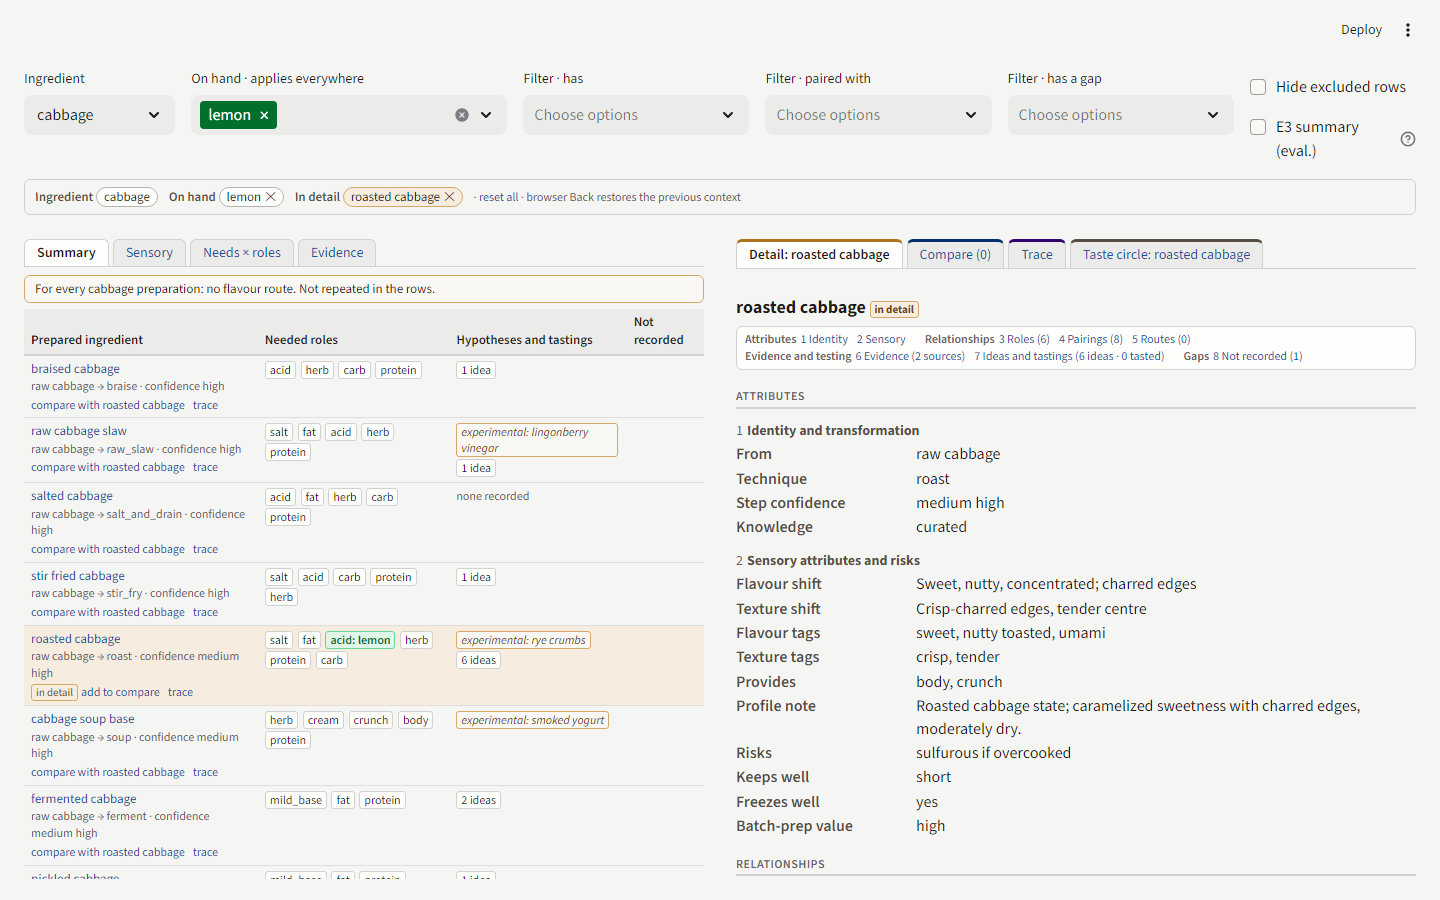 Deploy
Ingredient
On hand · applies everywhere
Filter · has
Filter · paired with
Filter · has a gap
cabbage
lemon ×
Choose options
Choose options
Choose options
Hide excluded rows
E3 summary
(eval.)
Ingredient cabbage On hand lemon × In detail roasted cabbage × · reset all · browser Back restores the previous context
Summary Sensory Needs × roles Evidence
For every cabbage preparation: no flavour route. Not repeated in the rows.
Prepared ingredient Needed roles Hypotheses and tastings Not recorded
braised cabbage acid herb carb protein 1 idea
raw cabbage → braise · confidence high
compare with roasted cabbage trace
raw cabbage slaw salt fat acid herb experimental: lingonberry
raw cabbage → raw_slaw · confidence high protein vinegar
compare with roasted cabbage trace 1 idea
salted cabbage acid fat herb carb none recorded
raw cabbage → salt_and_drain · confidence protein
high
compare with roasted cabbage trace
stir fried cabbage salt acid carb protein 1 idea
raw cabbage → stir_fry · confidence high herb
compare with roasted cabbage trace
roasted cabbage salt fat acid: lemon herb experimental: rye crumbs
raw cabbage → roast · confidence medium protein carb 6 ideas
high
in detail add to compare trace
cabbage soup base herb cream crunch body experimental: smoked yogurt
raw cabbage → soup · confidence medium protein
high
compare with roasted cabbage trace
fermented cabbage mild_base fat protein 2 ideas
raw cabbage → ferment · confidence
medium high
compare with roasted cabbage trace
pickled cabbage mild_base fat protein 1 idea
Detail: roasted cabbage Compare (0) Trace Taste circle: roasted cabbage
roasted cabbage in detail
Attributes 1 Identity 2 Sensory Relationships 3 Roles (6) 4 Pairings (8) 5 Routes (0)
Evidence and testing 6 Evidence (2 sources) 7 Ideas and tastings (6 ideas · 0 tasted) Gaps 8 Not recorded (1)
ATTRIBUTES
1 Identity and transformation
From raw cabbage
Technique roast
Step confidence medium high
Knowledge curated
2 Sensory attributes and risks
Flavour shift Sweet, nutty, concentrated; charred edges
Texture shift Crisp-charred edges, tender centre
Flavour tags sweet, nutty toasted, umami
Texture tags crisp, tender
Provides body, crunch
Profile note Roasted cabbage state; caramelized sweetness with charred edges,
moderately dry.
Risks sulfurous if overcooked
Keeps well short
Freezes well yes
Batch-prep value high
RELATIONSHIPS